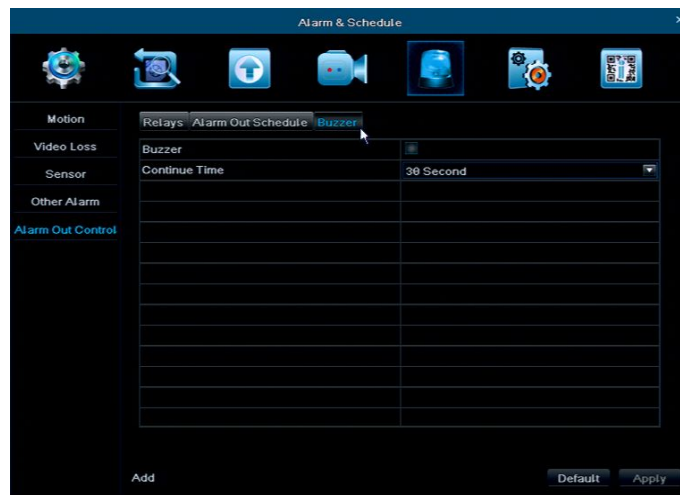 Alarm & Schedule
×
Motion
Video Loss
Sensor
Other Alarm
Alarm Out Control
Relays Alarm Out Schedule Buzzer
Buzzer
Continue Time 30 Second
Add Default Apply